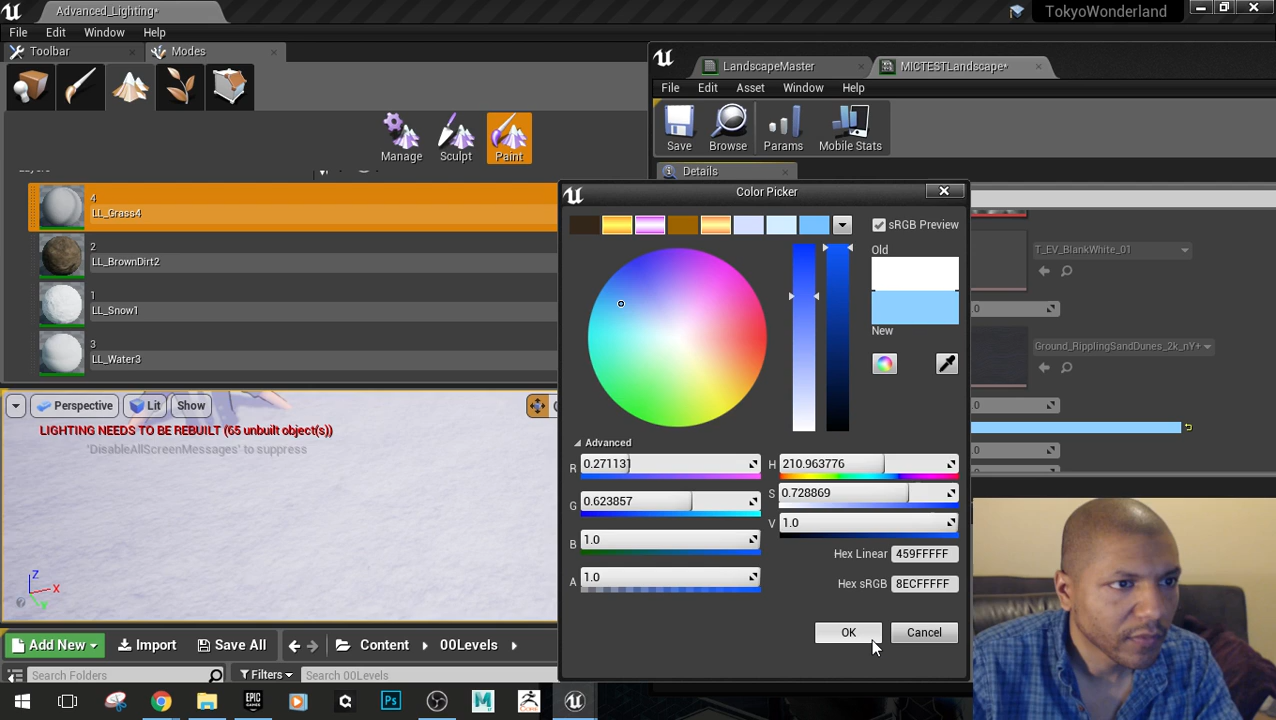 Advanced_Lighting*
TokyoWonderland
File Edit Window Help
Toolbar
Modes
LandscapeMaster
MICTESTLandscape*
File Edit Asset Window Help
Manage Sculpt Paint
Save Browse Params Mobile Stats
Details
4
LL_Grass4
2
LL_BrownDirt2
1
LL_Snow1
3
LL_Water3
Color Picker
sRGB Preview
Old
New
T_EV_BlankWhite_01
Ground_RipplingSandDunes_2k_nY+
Advanced
R 0.271131
G 0.623857
B 1.0
A 1.0
H 210.963776
S 0.728869
V 1.0
Hex Linear 459FFFFF
Hex sRGB 8ECFFFFF
OK Cancel
Perspective Lit Show
LIGHTING NEEDS TO BE REBUILT (65 unbuilt object(s))
'DisableAllScreenMessages' to suppress
Z
X
Y
Add New Import Save All Content 00Levels
Search Folders Filters Search 00Levels